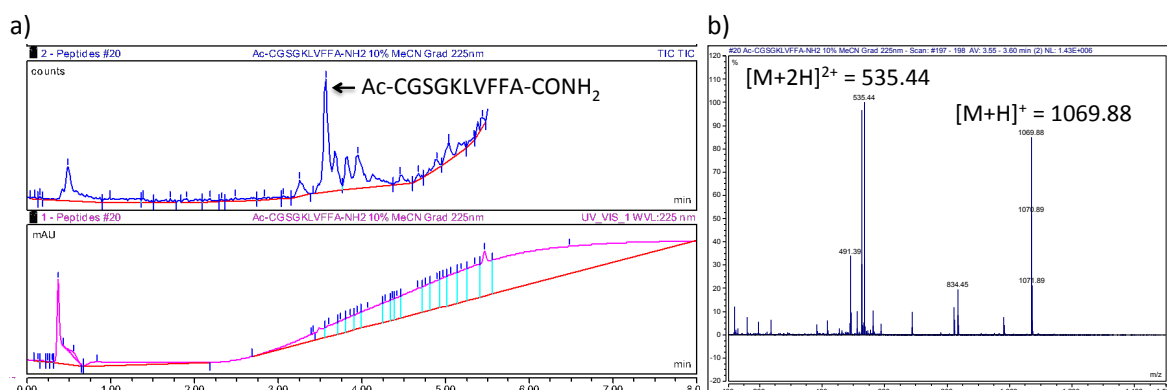 a)
2 - Peptides #20 Ac-CGSGKLVFFA-NH2 10% MeCN Grad 225nm TIC TIC
counts
Ac-CGSGKLVFFA-CONH2
min
1 - Peptides #20 Ac-CGSGKLVFFA-NH2 10% MeCN Grad 225nm UV_VIS_1 WVL:225 nm
mAU
min
0.00 1.00 2.00 3.00 4.00 5.00 6.00 7.00 8.0
b)
#20 Ac-CGSGKLVFFA-NH2 10% MeCN Grad 225nm - Scan: #197 - 198 AV: 3.55 - 3.60 min (2) NL: 1.43E+006
%
[M+2H]2+ = 535.44
[M+H]+ = 1069.88
120
110
100
90
80
70
60
50
40
30
20
10
0
-10
-20
535.44
1069.88
1070.89
491.39
834.45
1071.89
m/z